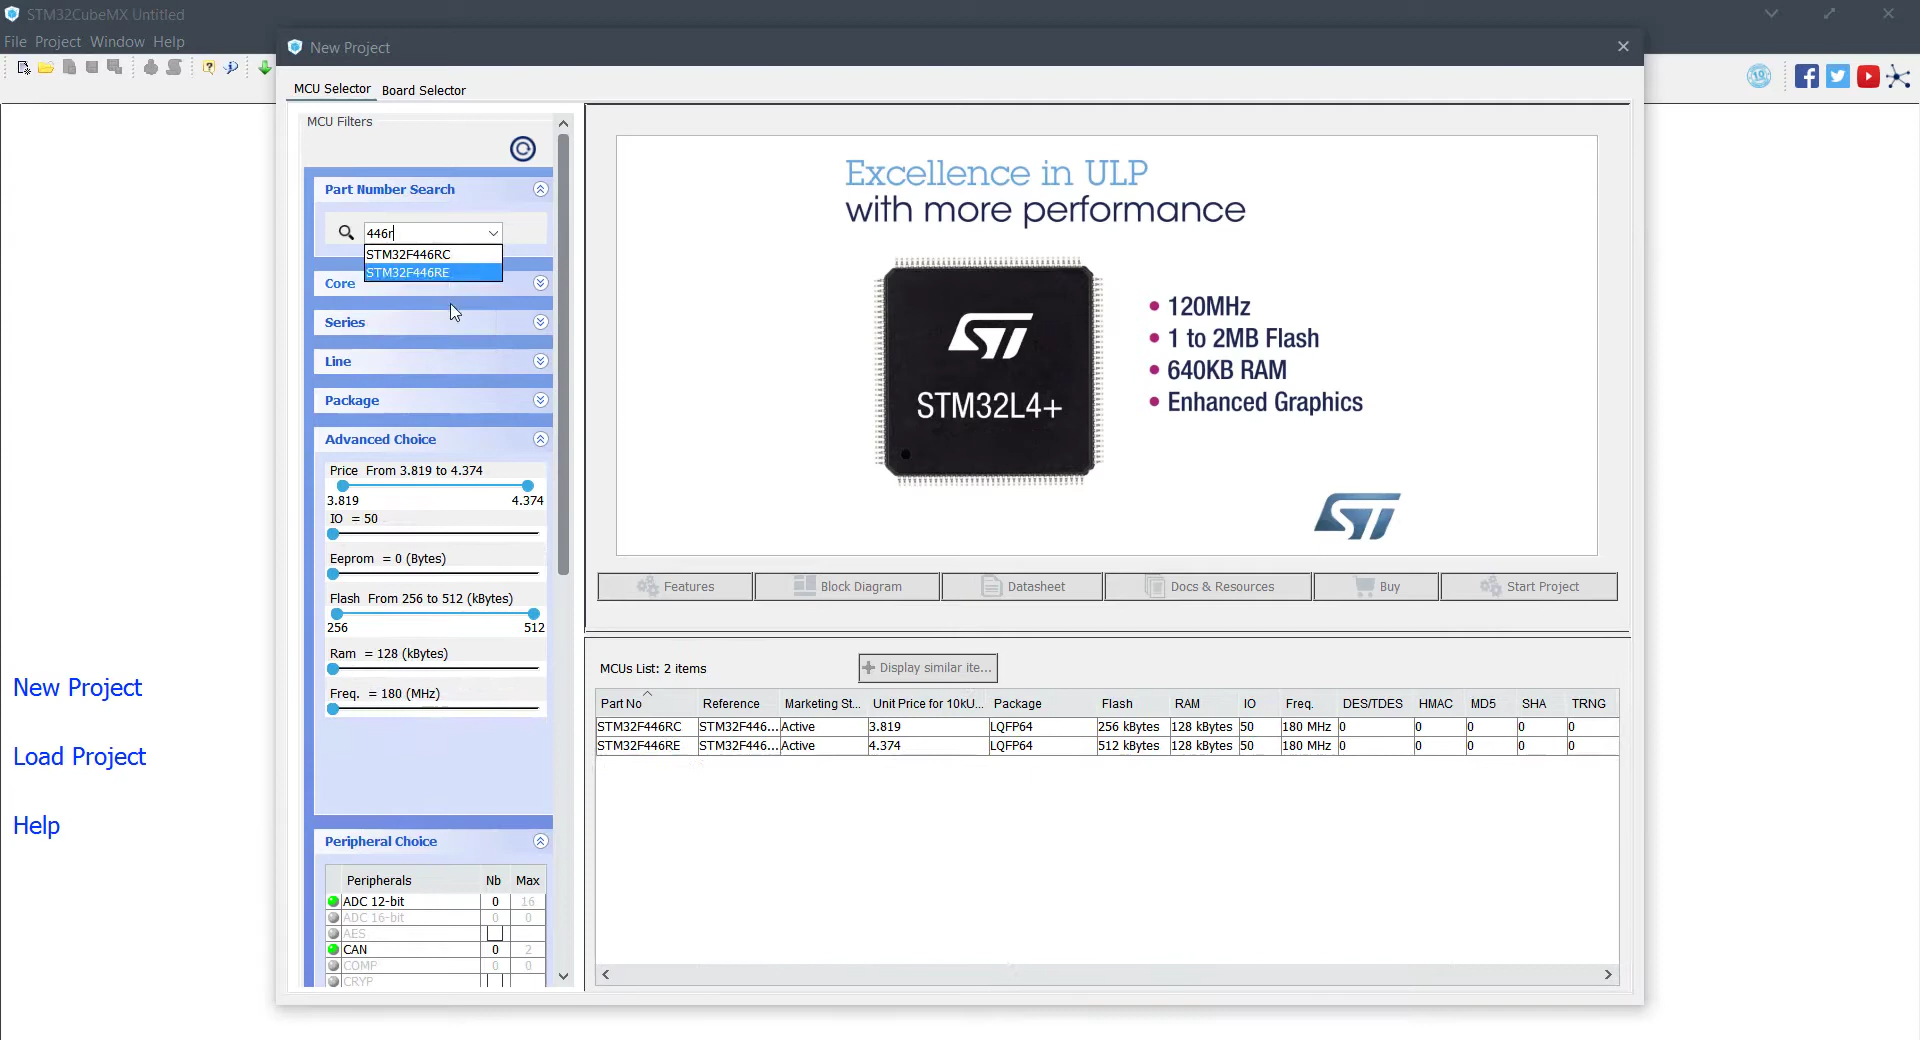 STM32CubeMX Untitled
File Project Window Help
New Project
MCU Selector Board Selector
MCU Filters
Part Number Search
446r
STM32F446RC
STM32F446RE
Core
Series
Line
Package
Advanced Choice
Price From 3.819 to 4.374
3.819 4.374
IO = 50
Eeprom = 0 (Bytes)
Flash From 256 to 512 (kBytes)
256 512
Ram = 128 (kBytes)
Freq. = 180 (MHz)
Peripheral Choice
Peripherals Nb Max
ADC 12-bit 0 16
ADC 16-bit 0 0
AES
CAN 0 2
COMP 0 0
CRYP
Excellence in ULP
with more performance
ST
STM32L4+
• 120MHz
• 1 to 2MB Flash
• 640KB RAM
• Enhanced Graphics
ST
Features Block Diagram Datasheet Docs & Resources Buy Start Project
MCUs List: 2 items
Display similar ite...
Part No Reference Marketing St... Unit Price for 10kU... Package Flash RAM IO Freq. DES/TDES HMAC MD5 SHA TRNG
STM32F446RC STM32F446... Active 3.819 LQFP64 256 kBytes 128 kBytes 50 180 MHz 0 0 0 0 0
STM32F446RE STM32F446... Active 4.374 LQFP64 512 kBytes 128 kBytes 50 180 MHz 0 0 0 0 0
New Project
Load Project
Help